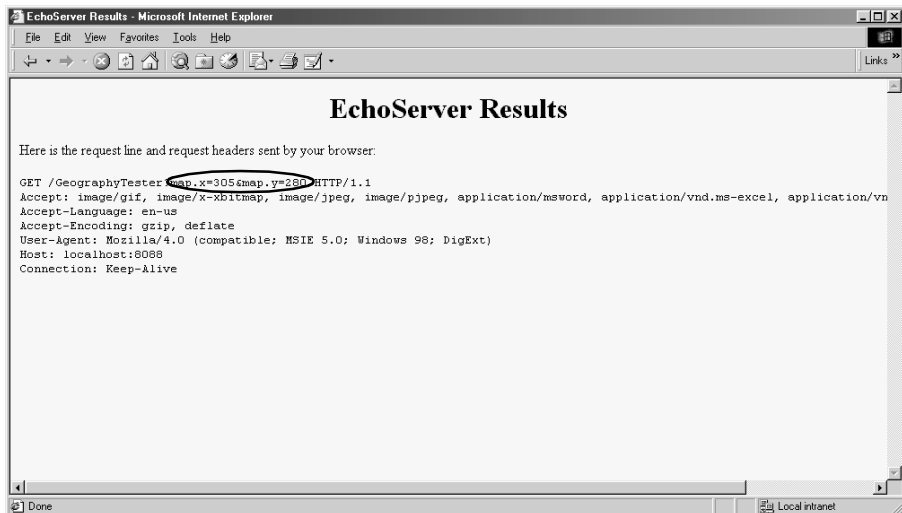 EchoServer Results - Microsoft Internet Explorer
File Edit View Favorites Tools Help
Links »
EchoServer Results
Here is the request line and request headers sent by your browser:
GET /GeographyTester?map.x=305&map.y=280 HTTP/1.1
Accept: image/gif, image/x-xbitmap, image/jpeg, image/pjpeg, application/msword, application/vnd.ms-excel, application/vn
Accept-Language: en-us
Accept-Encoding: gzip, deflate
User-Agent: Mozilla/4.0 (compatible; MSIE 5.0; Windows 98; DigExt)
Host: localhost:8088
Connection: Keep-Alive
Done
Local intranet